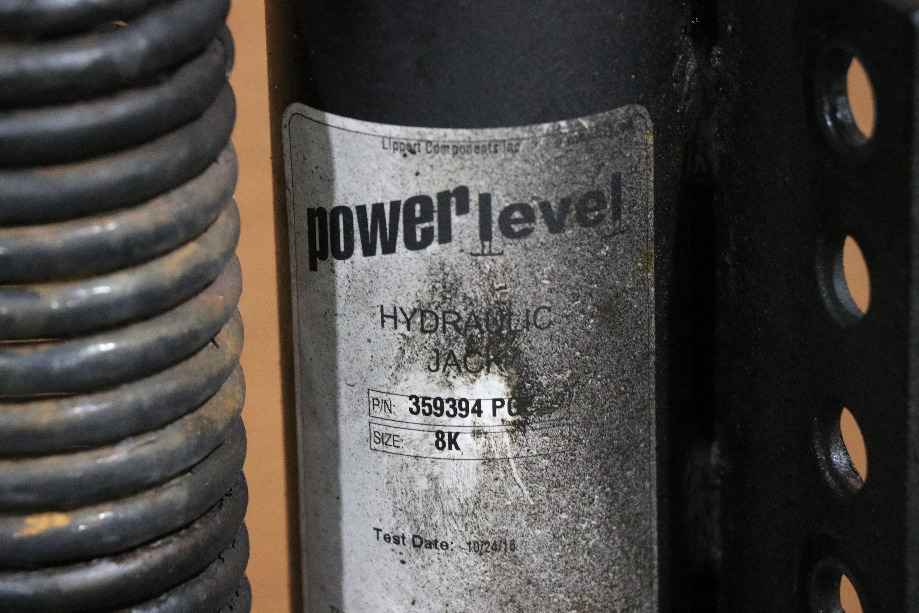 Lippert Components Inc
power level
HYDRAULIC
JACK
P/N: 359394
SIZE: 8K
Test Date: 10/24/16